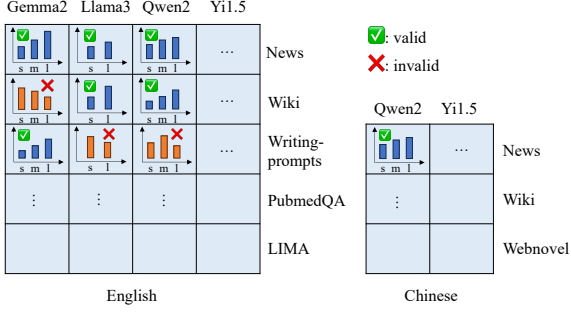 Gemma2 Llama3 Qwen2 Yi1.5
s m l s l s m l ... News
s m l s l s m l ... Wiki
s m l s l s m l ... Writing-
prompts
⋮ ⋮ ⋮ PubmedQA
LIMA
English
: valid
: invalid
Qwen2 Yi1.5
s m l ... News
⋮ Wiki
Webnovel
Chinese